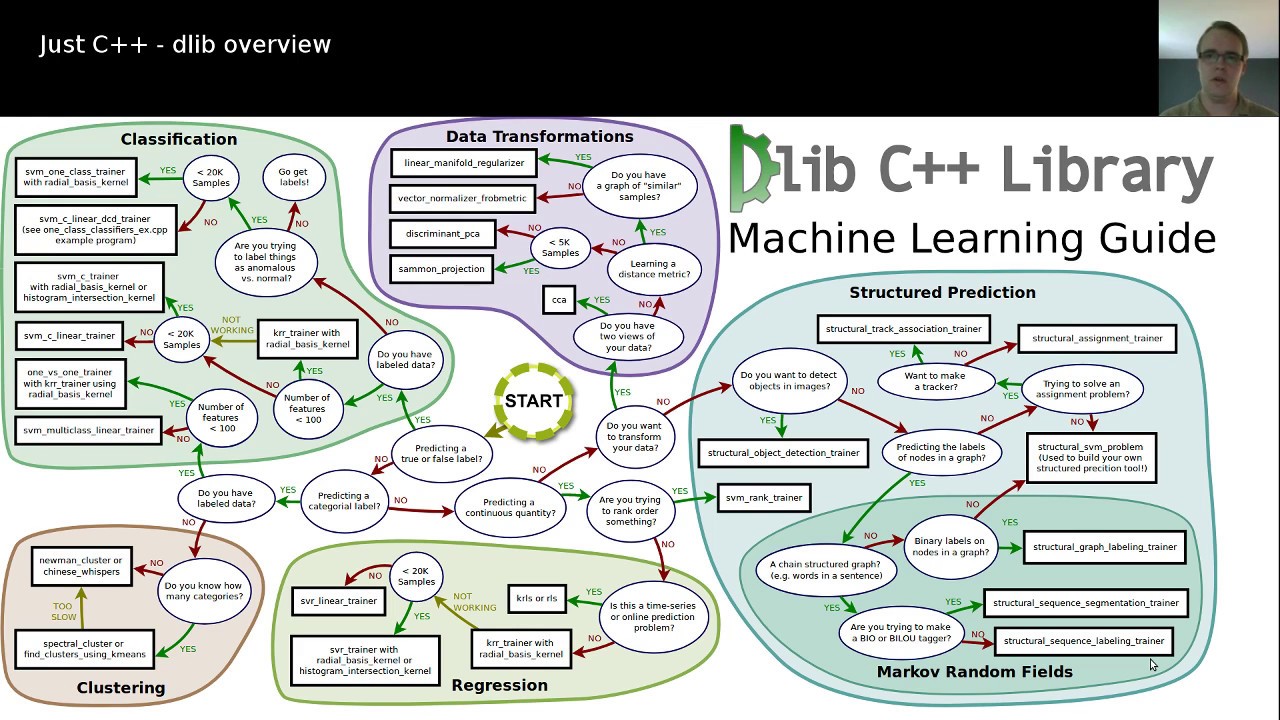 Just C++ - dlib overview
Classification
svm_one_class_trainer
with radial_basis_kernel
YES
< 20K
Samples
Go get
labels!
NO
YES
NO
svm_c_linear_dcd_trainer
(see one_class_classifiers_ex.cpp
example program)
Are you trying
to label things
as anomalous
vs. normal?
svm_c_trainer
with radial_basis_kernel or
histogram_intersection_kernel
YES
NOT
WORKING
NO
svm_c_linear_trainer
NO
< 20K
Samples
krr_trainer with
radial_basis_kernel
Do you have
labeled data?
one_vs_one_trainer
with krr_trainer using
radial_basis_kernel
YES
NO
YES
YES
Number of
features
< 100
Number of
features
< 100
svm_multiclass_linear_trainer
NO
YES
Data Transformations
linear_manifold_regularizer
YES
Do you have
a graph of "similar"
samples?
vector_normalizer_frobmetric
NO
discriminant_pca
NO
< 5K
Samples
NO
YES
sammon_projection
YES
Learning a
distance metric?
cca
YES
NO
Do you have
two views of
your data?
Dlib C++ Library
Machine Learning Guide
START
YES
YES
Predicting a
true or false label?
NO
Do you want
to transform
your data?
NO
Do you have
labeled data?
YES
Predicting a
categorial label?
NO
Predicting a
continuous quantity?
NO
YES
Are you trying
to rank order
something?
YES
svm_rank_trainer
NO
NO
Clustering
newman_cluster or
chinese_whispers
NO
Do you know how
many categories?
TOO
SLOW
spectral_cluster or
find_clusters_using_kmeans
YES
Regression
svr_linear_trainer
NO
< 20K
Samples
YES
NOT
WORKING
krls or rls
YES
Is this a time-series
or online prediction
problem?
svr_trainer with
radial_basis_kernel or
histogram_intersection_kernel
krr_trainer with
radial_basis_kernel
NO
Structured Prediction
structural_track_association_trainer
structural_assignment_trainer
YES
NO
Do you want to detect
objects in images?
Want to make
a tracker?
YES
Trying to solve an
assignment problem?
NO
NO
NO
YES
structural_object_detection_trainer
Predicting the labels
of nodes in a graph?
structural_svm_problem
(Used to build your own
structured precition tool!)
YES
NO
A chain structured graph?
(e.g. words in a sentence)
NO
Binary labels on
nodes in a graph?
YES
structural_graph_labeling_trainer
YES
Are you trying to make
a BIO or BILOU tagger?
YES
structural_sequence_segmentation_trainer
NO
structural_sequence_labeling_trainer
Markov Random Fields